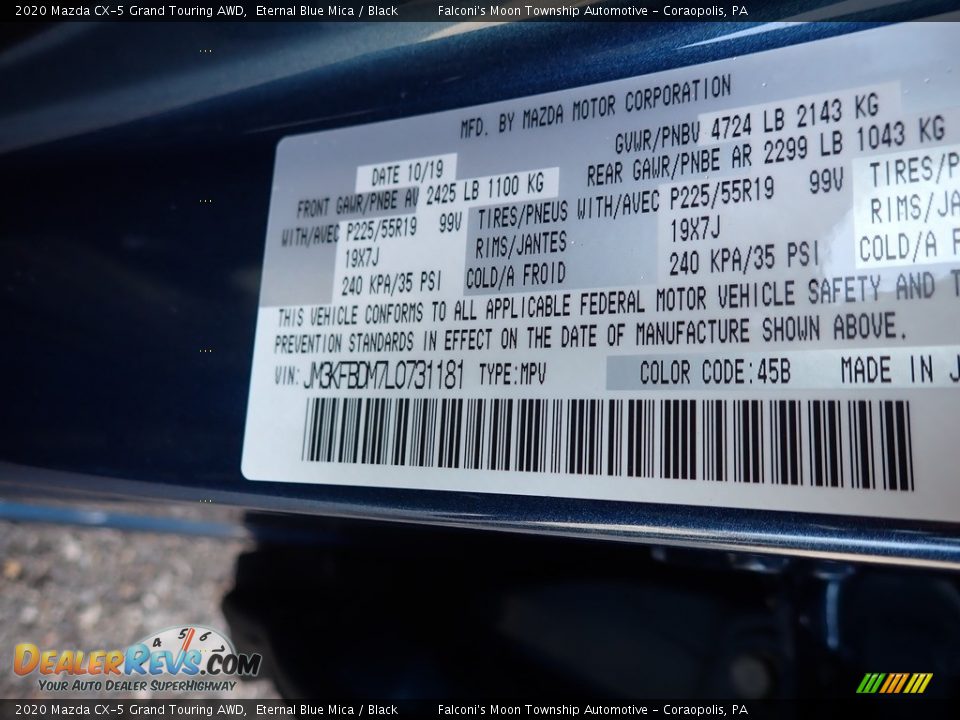 2020 Mazda CX-5 Grand Touring AWD, Eternal Blue Mica / Black Falconi's Moon Township Automotive - Coraopolis, PA
MFD. BY MAZDA MOTOR CORPORATION
DATE 10/19 GVWR/PNBV 4724 LB 2143 KG
FRONT GAWR/PNBE AV 2425 LB 1100 KG REAR GAWR/PNBE AR 2299 LB 1043 KG
WITH/AVEC P225/55R19 99V TIRES/PNEUS WITH/AVEC P225/55R19 99V TIRES/P
19X7J RIMS/JANTES 19X7J RIMS/JA
240 KPA/35 PSI COLD/A FROID 240 KPA/35 PSI COLD/A F
THIS VEHICLE CONFORMS TO ALL APPLICABLE FEDERAL MOTOR VEHICLE SAFETY AND T
PREVENTION STANDARDS IN EFFECT ON THE DATE OF MANUFACTURE SHOWN ABOVE.
VIN: JM3KFBDM7L0731181 TYPE:MPV COLOR CODE:45B MADE IN J
4 5 6
DEALERREVS.COM
YOUR AUTO DEALER SUPERHIGHWAY
2020 Mazda CX-5 Grand Touring AWD, Eternal Blue Mica / Black Falconi's Moon Township Automotive - Coraopolis, PA